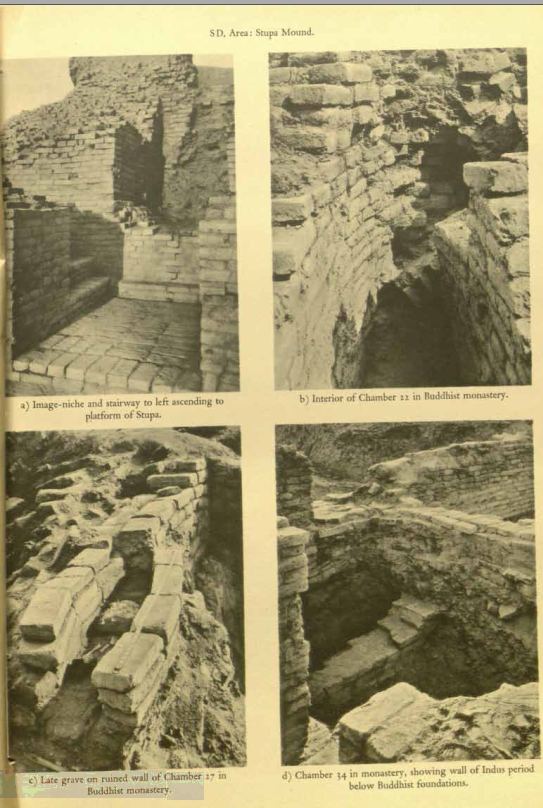 SD, Area: Stupa Mound.
a) Image-niche and stairway to left ascending to
platform of Stupa.
b) Interior of Chamber 22 in Buddhist monastery.
c) Late grave on ruined wall of Chamber 27 in
Buddhist monastery.
d) Chamber 34 in monastery, showing wall of Indus period
below Buddhist foundations.